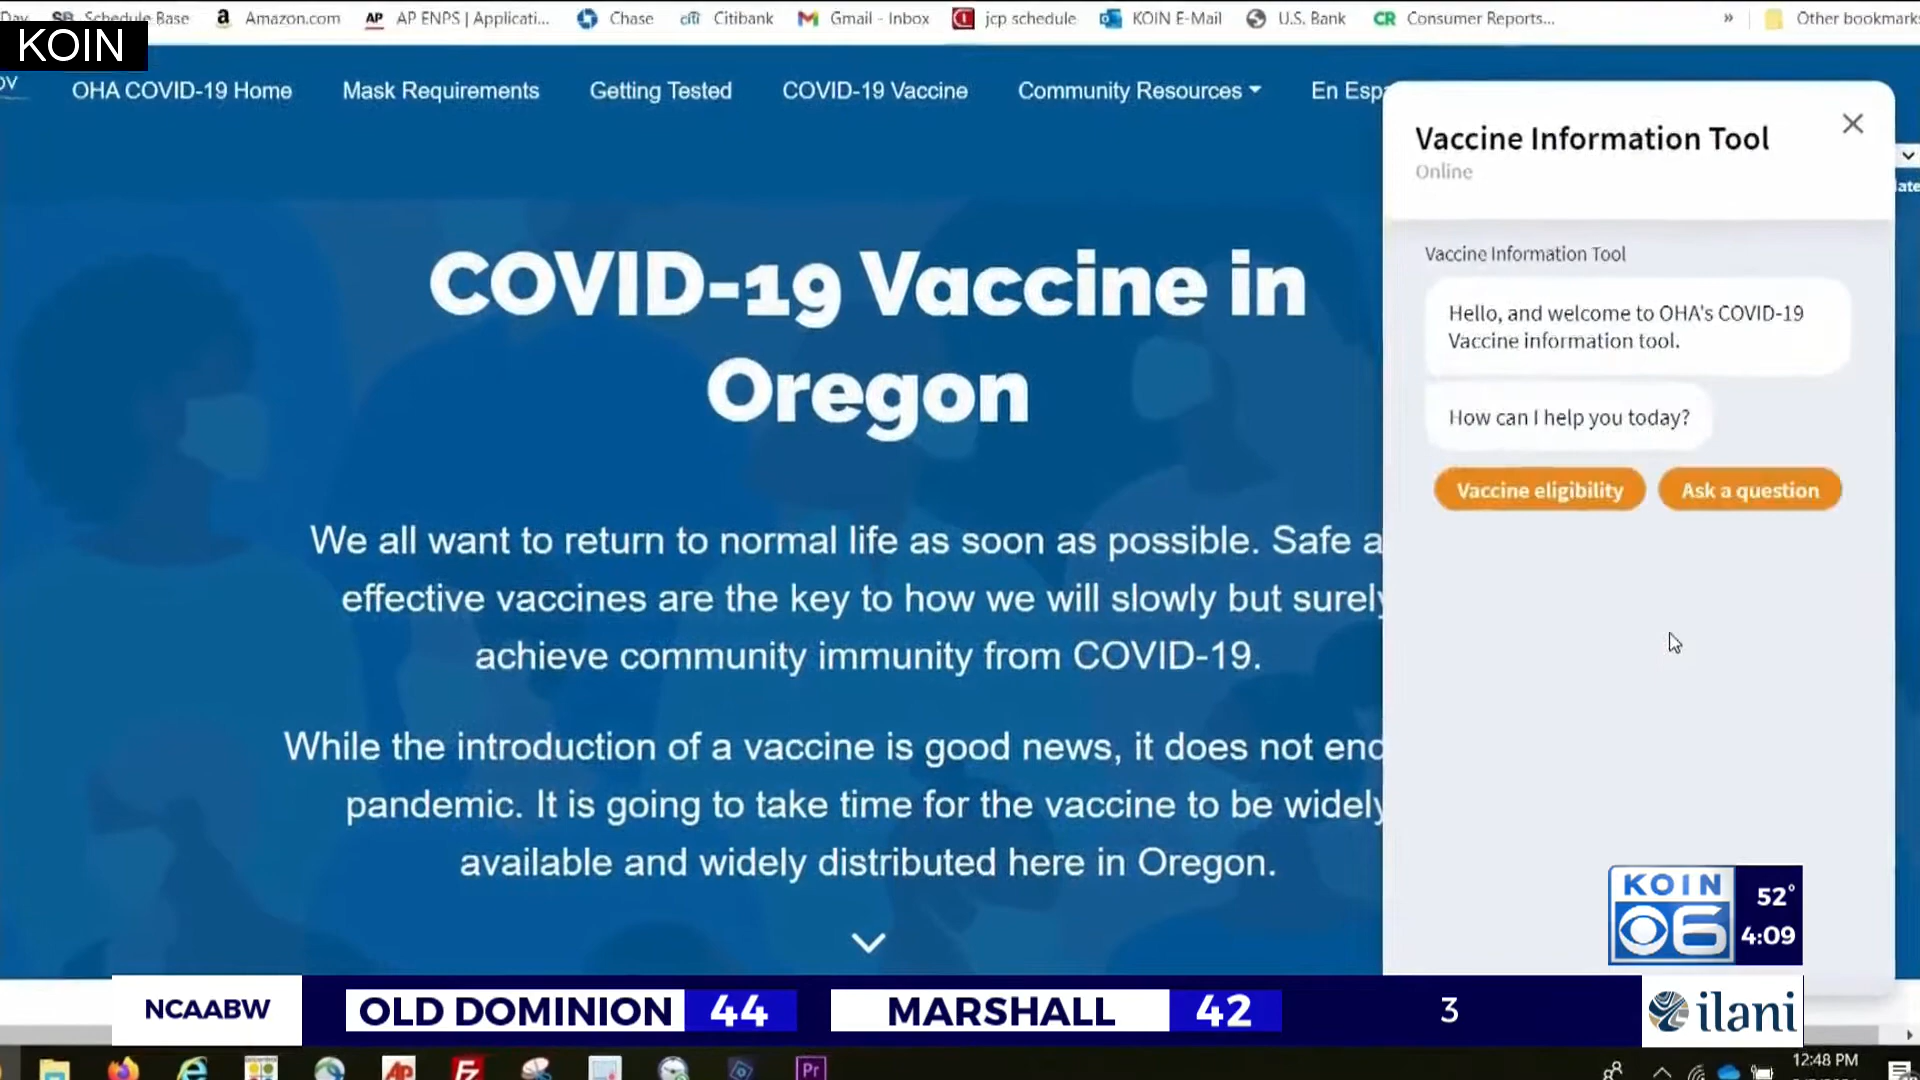 Schedule Base
Amazon.com
AP ENPS | Applicati...
Chase
citi Citibank
Gmail - Inbox
jcp schedule
KOIN E-Mail
U.S. Bank
CR Consumer Reports...
»
Other bookmarks
KOIN
OHA COVID-19 Home
Mask Requirements
Getting Tested
COVID-19 Vaccine
Community Resources
En Espa
Vaccine Information Tool
Online
COVID-19 Vaccine in
Oregon
We all want to return to normal life as soon as possible. Safe a
effective vaccines are the key to how we will slowly but surely
achieve community immunity from COVID-19.
While the introduction of a vaccine is good news, it does not end
pandemic. It is going to take time for the vaccine to be widely
available and widely distributed here in Oregon.
Vaccine Information Tool
Hello, and welcome to OHA's COVID-19
Vaccine information tool.
How can I help you today?
Vaccine eligibility
Ask a question
KOIN
6
52°
4:09
NCAABW
OLD DOMINION 44
MARSHALL 42
3
ilani
12:48 PM